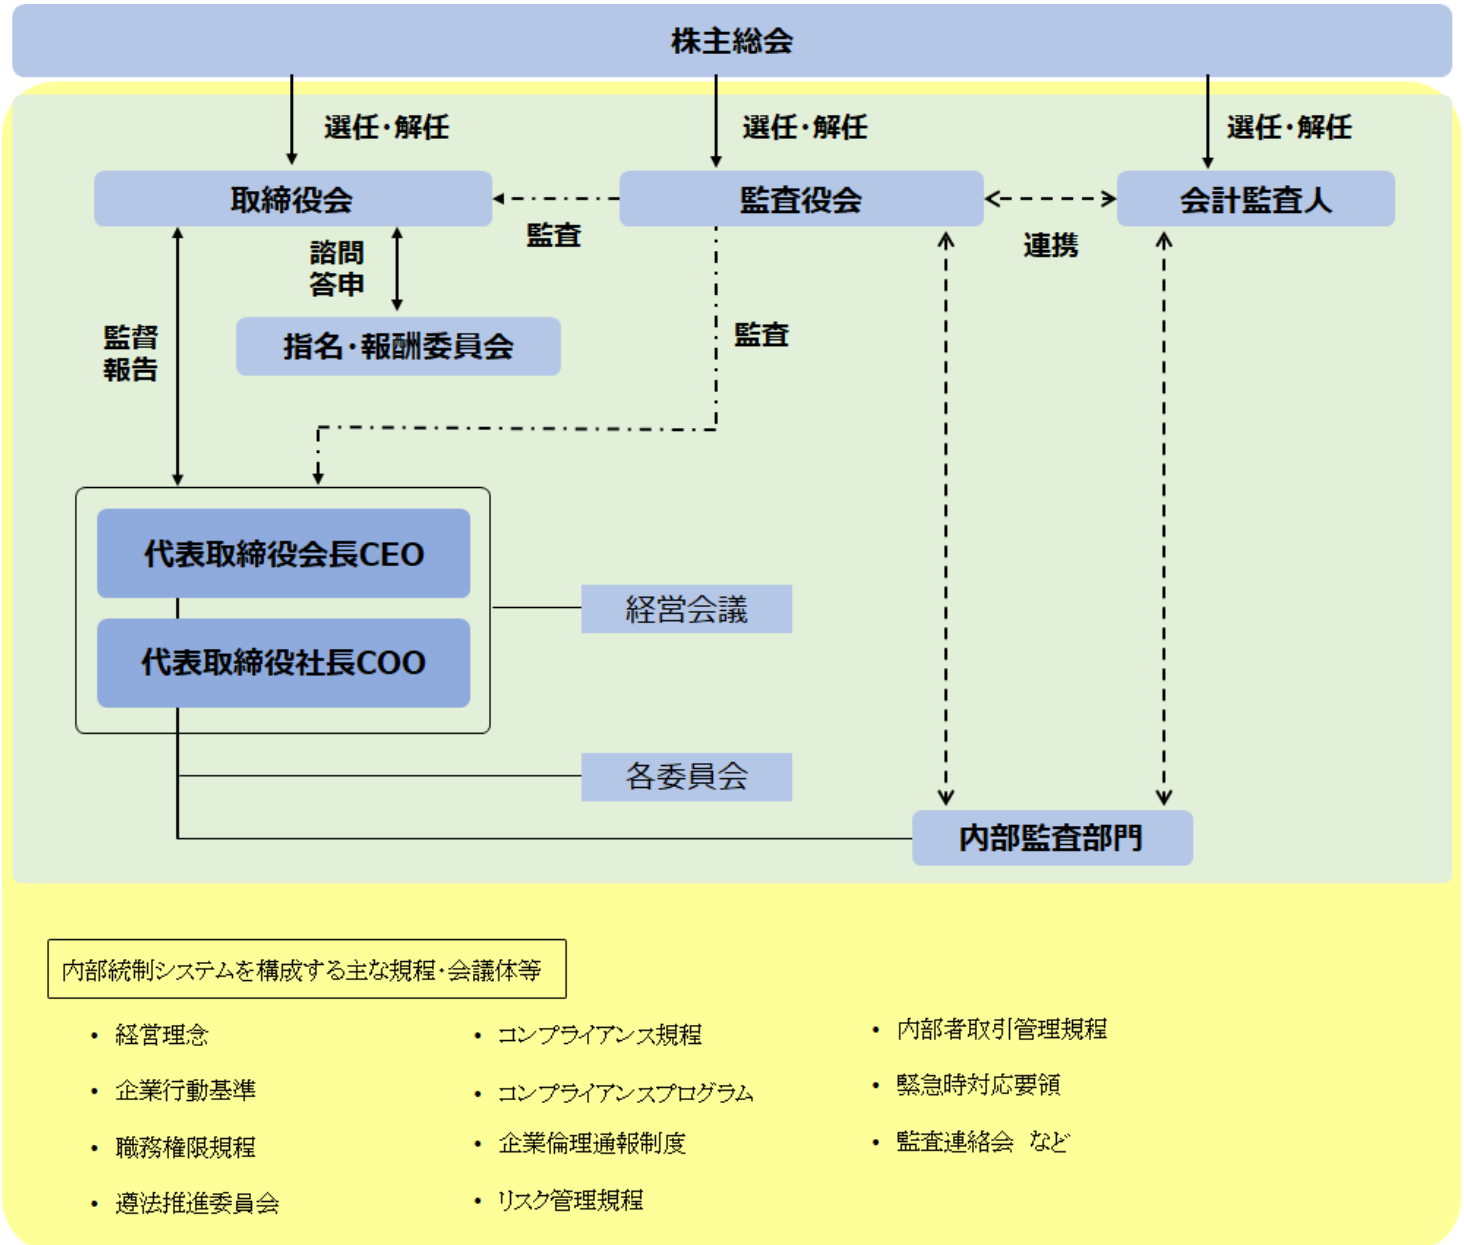 株主総会
選任・解任
選任・解任
選任・解任
取締役会
監査役会
会計監査人
監査
連携
諮問
答申
監督
報告
指名・報酬委員会
監査
代表取締役会長CEO
経営会議
代表取締役社長COO
各委員会
内部監査部門
内部統制システムを構成する主な規程・会議体等
・ 経営理念
・ 企業行動基準
・ 職務権限規程
・ 遵法推進委員会
・ コンプライアンス規程
・ コンプライアンスプログラム
・ 企業倫理通報制度
・ リスク管理規程
・ 内部者取引管理規程
・ 緊急時対応要領
・ 監査連絡会 など